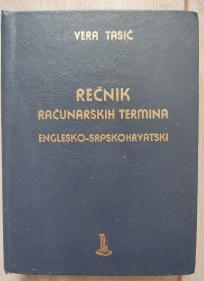 VERA TASIĆ
REČNIK
RAČUNARSKIH TERMINA
ENGLESKO-SRPSKOHRVATSKI